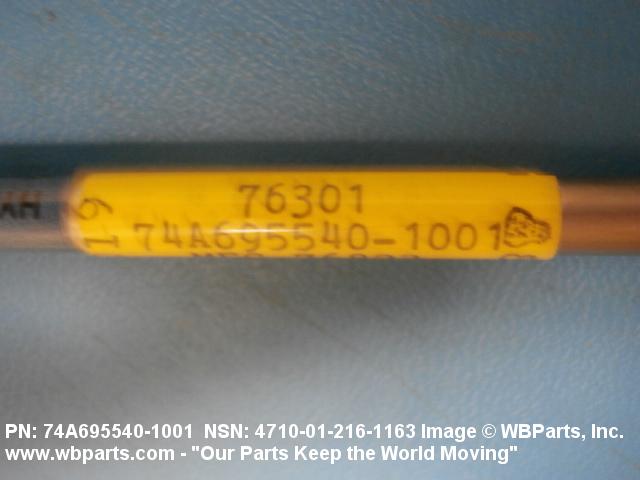 76301
74A695540-1001
19
PN: 74A695540-1001 NSN: 4710-01-216-1163 Image © WBParts, Inc.
www.wbparts.com - "Our Parts Keep the World Moving"